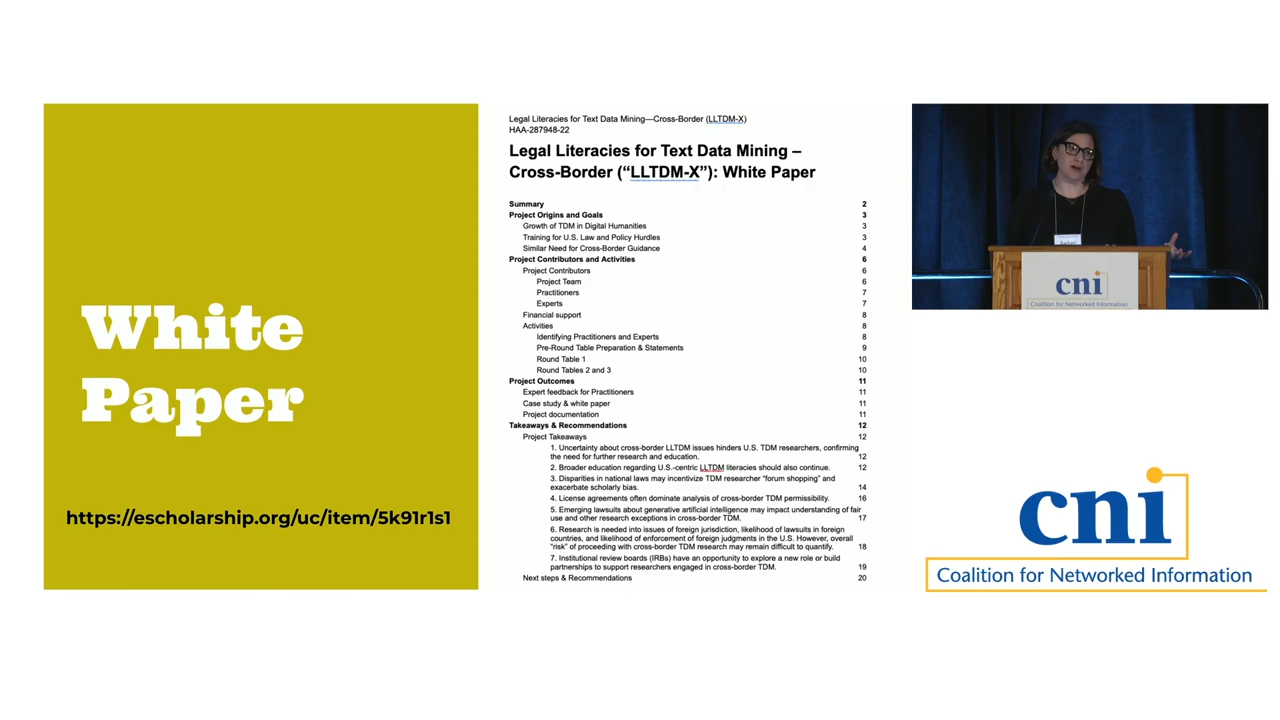 White
Paper
https://escholarship.org/uc/item/5k91r1s1
Legal Literacies for Text Data Mining—Cross-Border (LLTDM-X)
HAA-287948-22
Legal Literacies for Text Data Mining –
Cross-Border (“LLTDM-X”): White Paper
Summary 2
Project Origins and Goals 3
Growth of TDM in Digital Humanities 3
Training for U.S. Law and Policy Hurdles 3
Similar Need for Cross-Border Guidance 4
Project Contributors and Activities 6
Project Contributors 6
Project Team 6
Practitioners 7
Experts 7
Financial support 8
Activities 8
Identifying Practitioners and Experts 8
Pre-Round Table Preparation & Statements 9
Round Table 1 10
Round Tables 2 and 3 10
Project Outcomes 11
Expert feedback for Practitioners 11
Case study & white paper 11
Project documentation 11
Takeaways & Recommendations 12
Project Takeaways 12
1. Uncertainty about cross-border LLTDM issues hinders U.S. TDM researchers, confirming
the need for further research and education. 12
2. Broader education regarding U.S.-centric LLTDM literacies should also continue. 12
3. Disparities in national laws may incentivize TDM researcher “forum shopping” and
exacerbate scholarly bias. 14
4. License agreements often dominate analysis of cross-border TDM permissibility. 16
5. Emerging lawsuits about generative artificial intelligence may impact understanding of fair
use and other research exceptions in cross-border TDM. 17
6. Research is needed into issues of foreign jurisdiction, likelihood of lawsuits in foreign
countries, and likelihood of enforcement of foreign judgments in the U.S. However, overall
“risk” of proceeding with cross-border TDM research may remain difficult to quantify. 18
7. Institutional review boards (IRBs) have an opportunity to explore a new role or build
partnerships to support researchers engaged in cross-border TDM. 19
Next steps & Recommendations 20
cni
Coalition for Networked Information
cni
Coalition for Networked Information